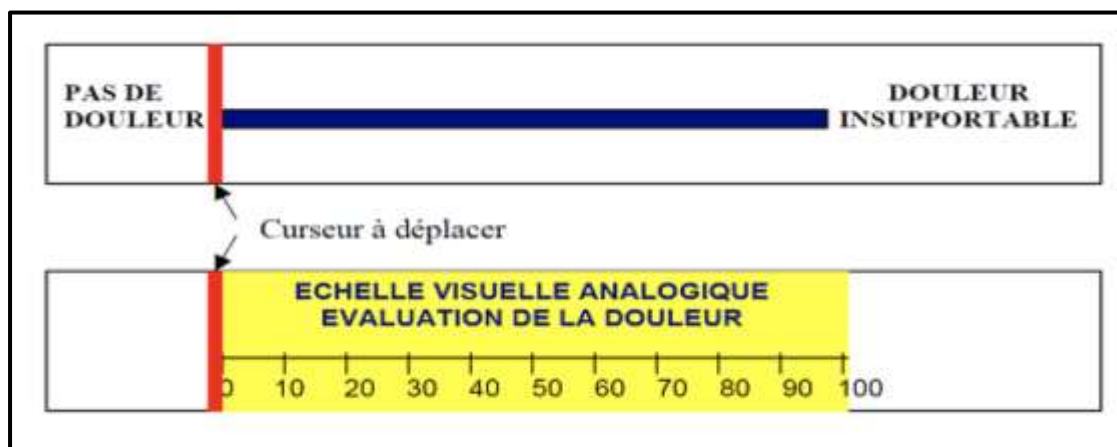 PAS DE
DOULEUR
DOULEUR
INSUPPORTABLE
Curseur à déplacer
ECHELLE VISUELLE ANALOGIQUE
EVALUATION DE LA DOULEUR
0 10 20 30 40 50 60 70 80 90 100